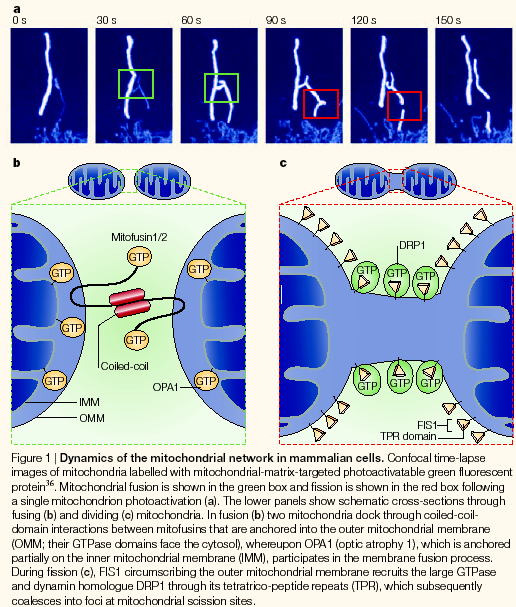 a
0 s
30 s
60 s
90 s
120 s
150 s
b
c
Mitofusin1/2
GTP
GTP
GTP
GTP
GTP
GTP
GTP
Coiled-coil
OPA1
IMM
OMM
DRP1
GTP
GTP
GTP
GTP
GTP
GTP
FIS1
TPR domain
Figure 1 | Dynamics of the mitochondrial network in mammalian cells. Confocal time-lapse
images of mitochondria labelled with mitochondrial-matrix-targeted photoactivatable green fluorescent
protein36. Mitochondrial fusion is shown in the green box and fission is shown in the red box following
a single mitochondrion photoactivation (a). The lower panels show schematic cross-sections through
fusing (b) and dividing (c) mitochondria. In fusion (b) two mitochondria dock through coiled-coil-
domain interactions between mitofusins that are anchored into the outer mitochondrial membrane
(OMM; their GTPase domains face the cytosol), whereupon OPA1 (optic atrophy 1), which is anchored
partially on the inner mitochondrial membrane (IMM), participates in the membrane fusion process.
During fission (c), FIS1 circumscribing the outer mitochondrial membrane recruits the large GTPase
and dynamin homologue DRP1 through its tetratrico-peptide repeats (TPR), which subsequently
coalesces into foci at mitochondrial scission sites.